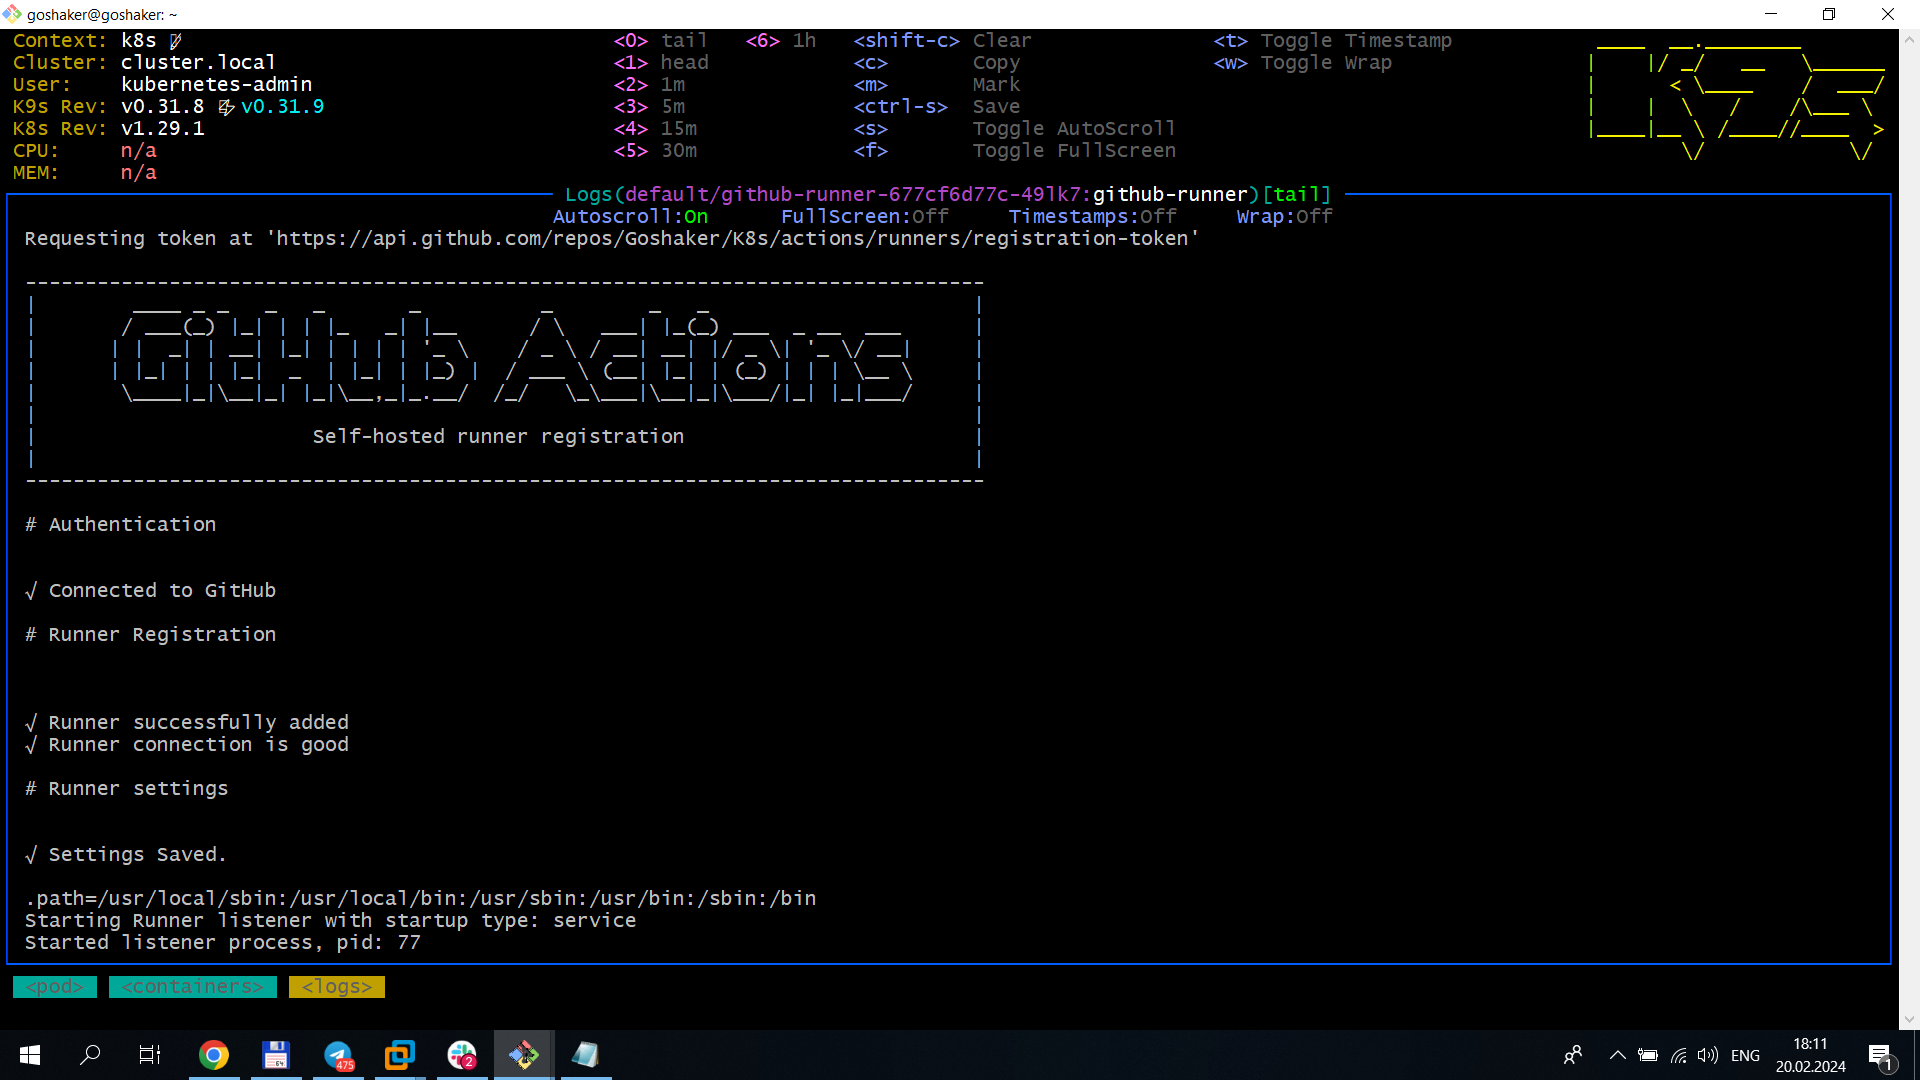 goshaker@goshaker: ~
Context: k8s
Cluster: cluster.local
User: kubernetes-admin
K9s Rev: v0.31.8 v0.31.9
K8s Rev: v1.29.1
CPU: n/a
MEM: n/a
<0> tail <6> 1h
<1> head
<2> 1m
<3> 5m
<4> 15m
<5> 30m
<shift-c> Clear
<c> Copy
<m> Mark
<ctrl-s> Save
<s> Toggle AutoScroll
<f> Toggle FullScreen
<t> Toggle Timestamp
<w> Toggle Wrap
K9s
Logs(default/github-runner-677cf6d77c-49lk7:github-runner)[tail]
Autoscroll:On FullScreen:Off Timestamps:Off Wrap:Off
Requesting token at 'https://api.github.com/repos/Goshaker/K8s/actions/runners/registration-token'
GitHub Actions
Self-hosted runner registration
# Authentication
√ Connected to GitHub
# Runner Registration
√ Runner successfully added
√ Runner connection is good
# Runner settings
√ Settings Saved.
.path=/usr/local/sbin:/usr/local/bin:/usr/sbin:/usr/bin:/sbin:/bin
Starting Runner listener with startup type: service
Started listener process, pid: 77
<pod> <containers> <logs>
64
475
2
ENG
18:11
20.02.2024
1